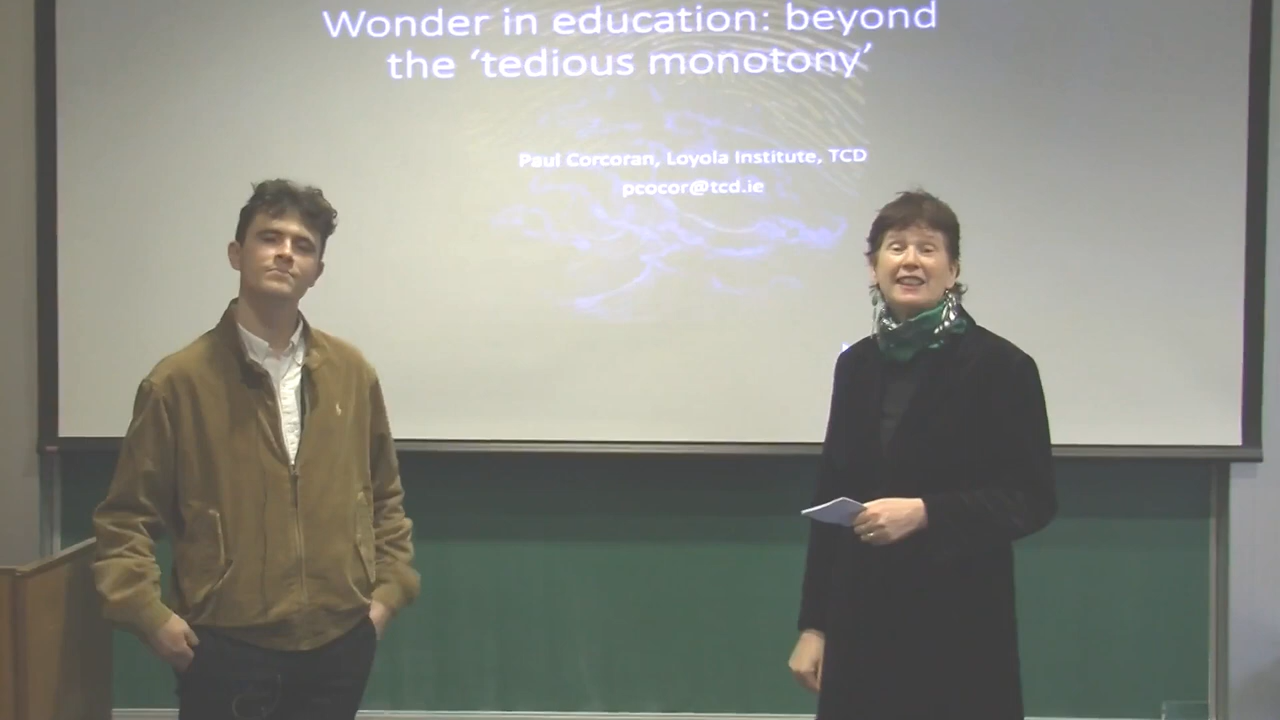 Wonder in education: beyond
the ‘tedious monotony’
Paul Corcoran, Loyola Institute, TCD
pcocor@tcd.ie